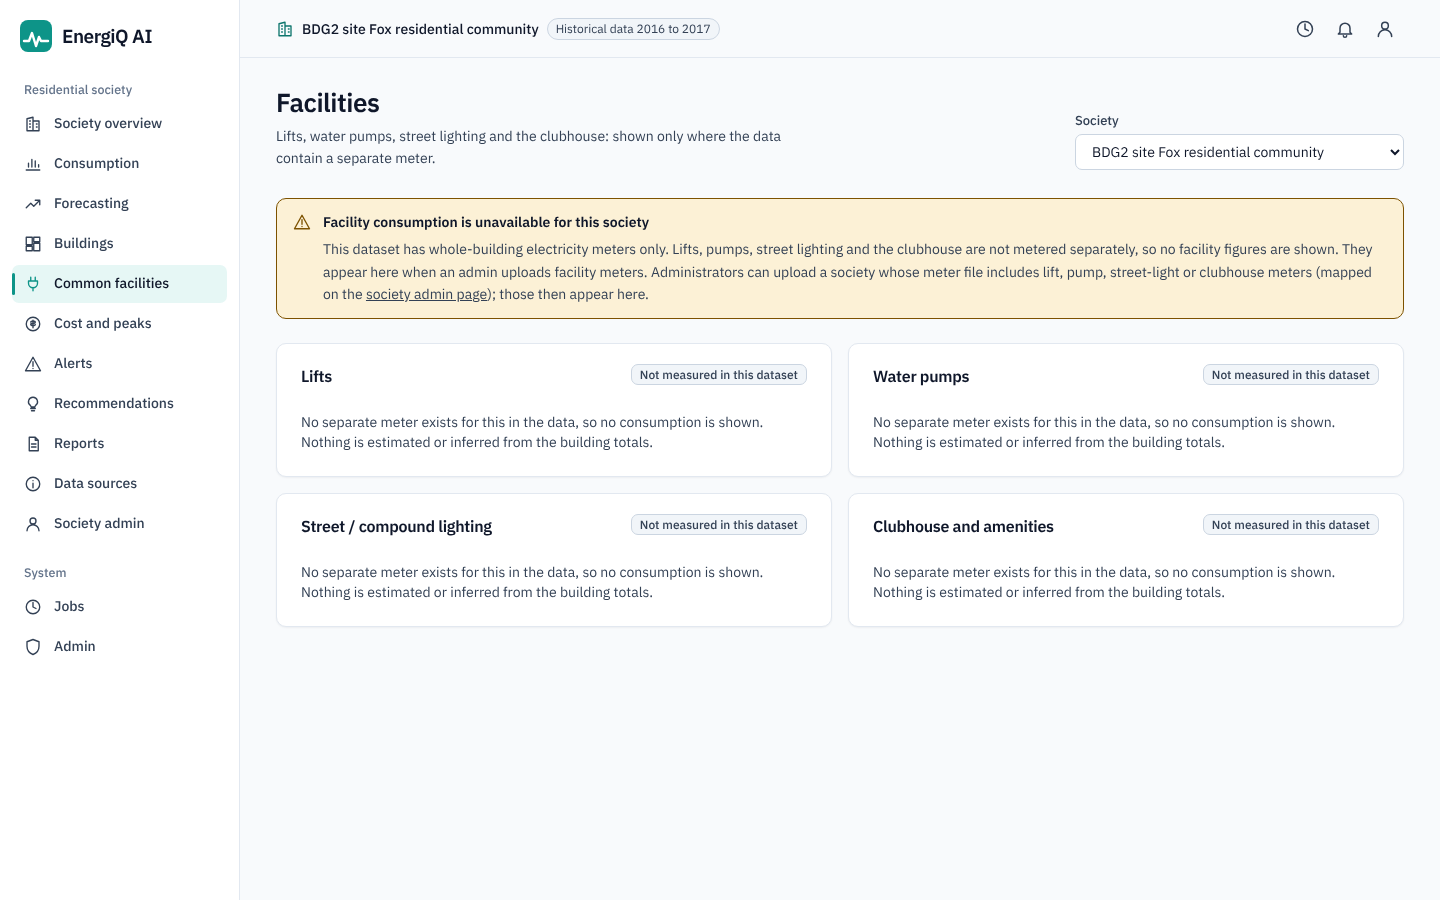 EnergiQ AI
Residential society
Society overview
Consumption
Forecasting
Buildings
Common facilities
Cost and peaks
Alerts
Recommendations
Reports
Data sources
Society admin
System
Jobs
Admin
BDG2 site Fox residential community
Historical data 2016 to 2017
Facilities
Lifts, water pumps, street lighting and the clubhouse: shown only where the data
contain a separate meter.
Society
BDG2 site Fox residential community
Facility consumption is unavailable for this society
This dataset has whole-building electricity meters only. Lifts, pumps, street lighting and the clubhouse are not metered separately, so no facility figures are shown. They
appear here when an admin uploads facility meters. Administrators can upload a society whose meter file includes lift, pump, street-light or clubhouse meters (mapped
on the society admin page); those then appear here.
Lifts
Not measured in this dataset
No separate meter exists for this in the data, so no consumption is shown.
Nothing is estimated or inferred from the building totals.
Water pumps
Not measured in this dataset
No separate meter exists for this in the data, so no consumption is shown.
Nothing is estimated or inferred from the building totals.
Street / compound lighting
Not measured in this dataset
No separate meter exists for this in the data, so no consumption is shown.
Nothing is estimated or inferred from the building totals.
Clubhouse and amenities
Not measured in this dataset
No separate meter exists for this in the data, so no consumption is shown.
Nothing is estimated or inferred from the building totals.